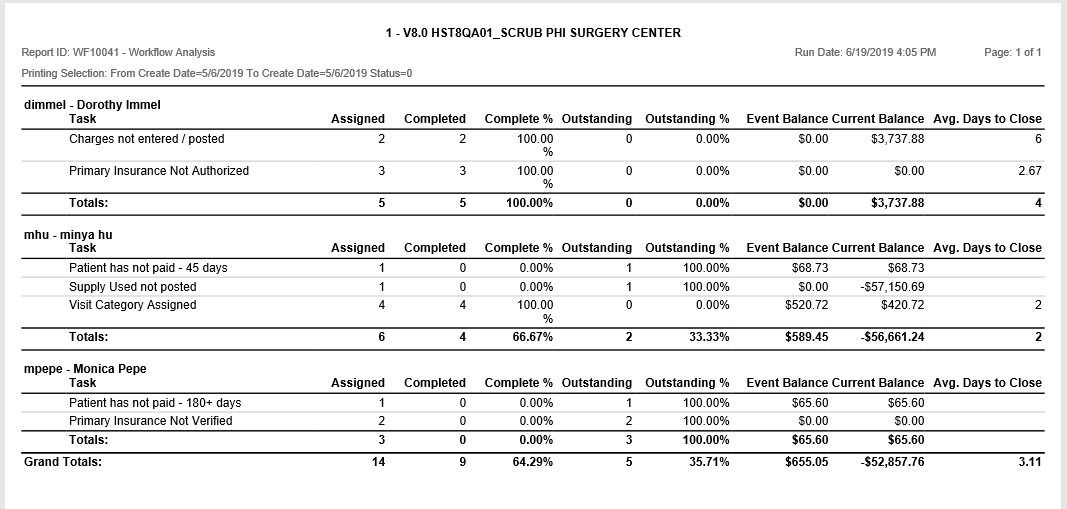 1 - V8.0 HST8QA01_SCRUB PHI SURGERY CENTER
Report ID: WF10041 - Workflow Analysis Run Date: 6/19/2019 4:05 PM Page: 1 of 1
Printing Selection: From Create Date=5/6/2019 To Create Date=5/6/2019 Status=0
dimmel - Dorothy Immel
Task Assigned Completed Complete % Outstanding Outstanding % Event Balance Current Balance Avg. Days to Close
Charges not entered / posted 2 2 100.00 0 0.00% $0.00 $3,737.88 6
%
Primary Insurance Not Authorized 3 3 100.00 0 0.00% $0.00 $0.00 2.67
%
Totals: 5 5 100.00% 0 0.00% $0.00 $3,737.88 4
mhu - minya hu
Task Assigned Completed Complete % Outstanding Outstanding % Event Balance Current Balance Avg. Days to Close
Patient has not paid - 45 days 1 0 0.00% 1 100.00% $68.73 $68.73
Supply Used not posted 1 0 0.00% 1 100.00% $0.00 -$57,150.69
Visit Category Assigned 4 4 100.00 0 0.00% $520.72 $420.72 2
%
Totals: 6 4 66.67% 2 33.33% $589.45 -$56,661.24 2
mpepe - Monica Pepe
Task Assigned Completed Complete % Outstanding Outstanding % Event Balance Current Balance Avg. Days to Close
Patient has not paid - 180+ days 1 0 0.00% 1 100.00% $65.60 $65.60
Primary Insurance Not Verified 2 0 0.00% 2 100.00% $0.00 $0.00
Totals: 3 0 0.00% 3 100.00% $65.60 $65.60
Grand Totals: 14 9 64.29% 5 35.71% $655.05 -$52,857.76 3.11